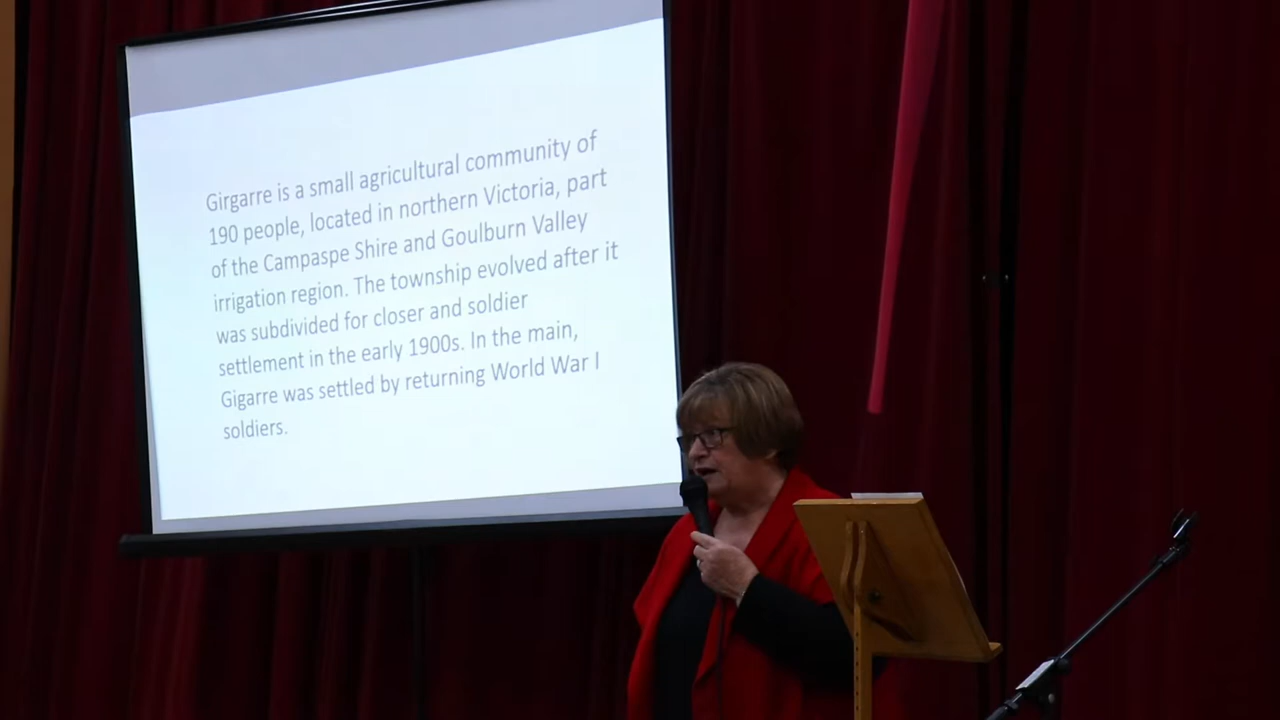 Girgarre is a small agricultural community of
190 people, located in northern Victoria, part
of the Campaspe Shire and Goulburn Valley
irrigation region. The township evolved after it
was subdivided for closer and soldier
settlement in the early 1900s. In the main,
Gigarre was settled by returning World War I
soldiers.